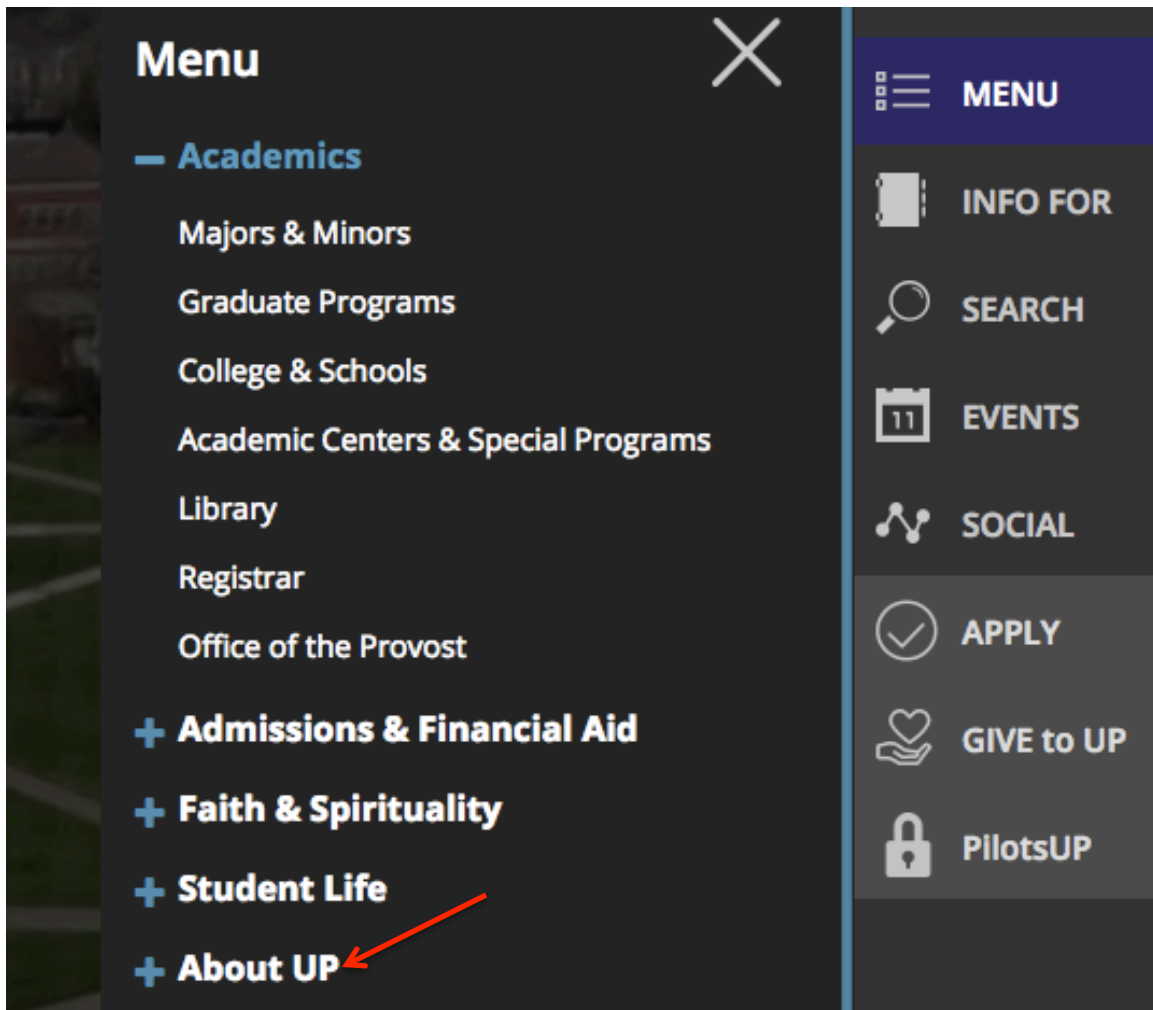 Menu
Academics
Majors & Minors
Graduate Programs
College & Schools
Academic Centers & Special Programs
Library
Registrar
Office of the Provost
Admissions & Financial Aid
Faith & Spirituality
Student Life
About UP
MENU
INFO FOR
SEARCH
11
EVENTS
SOCIAL
APPLY
GIVE to UP
PilotsUP